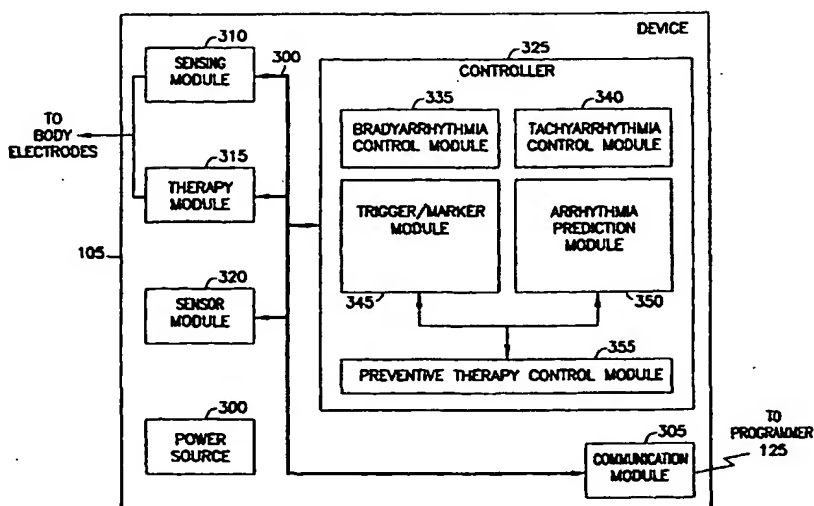 DEVICE
310
SENSING
MODULE
300
325
CONTROLLER
335
BRADYARRHYTHMIA
CONTROL MODULE
340
TACHYARRHYTHMIA
CONTROL MODULE
TO
BODY
ELECTRODES
315
THERAPY
MODULE
TRIGGER/MARKER
MODULE
345
ARRHYTHMIA
PREDICTION
MODULE
350
105
320
SENSOR
MODULE
355
PREVENTIVE THERAPY CONTROL MODULE
300
POWER
SOURCE
305
COMMUNICATION
MODULE
TO
PROGRAMMER
125